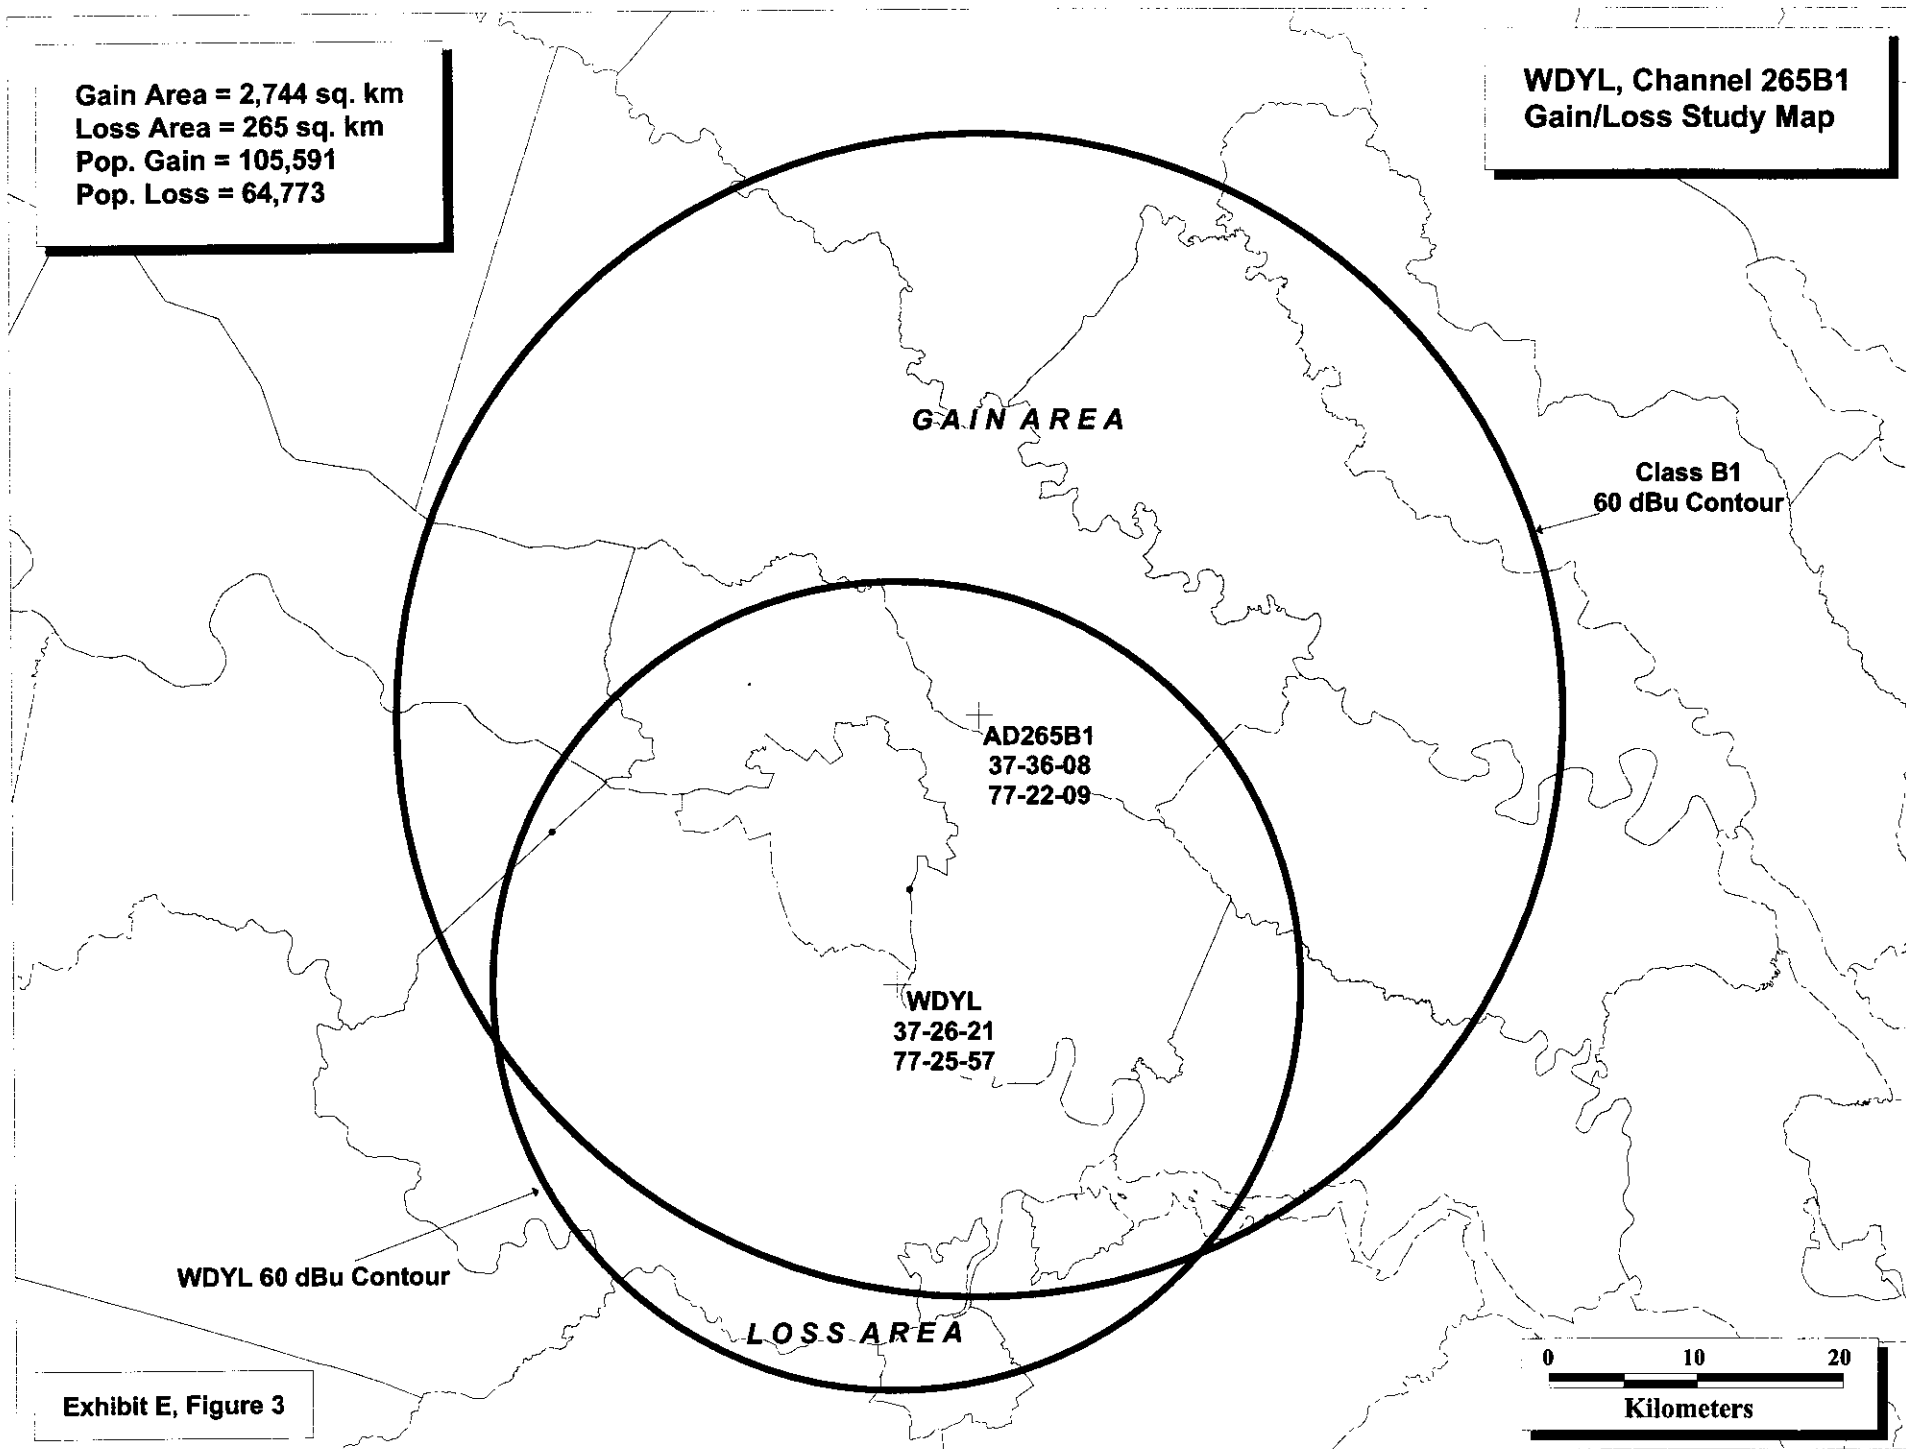 Gain Area = 2,744 sq. km
Loss Area = 265 sq. km
Pop. Gain = 105,591
Pop. Loss = 64,773
WDYL, Channel 265B1
Gain/Loss Study Map
GAIN AREA
Class B1
60 dBu Contour
AD265B1
37-36-08
77-22-09
WDYL
37-26-21
77-25-57
WDYL 60 dBu Contour
LOSS AREA
0 10 20
Kilometers
Exhibit E, Figure 3